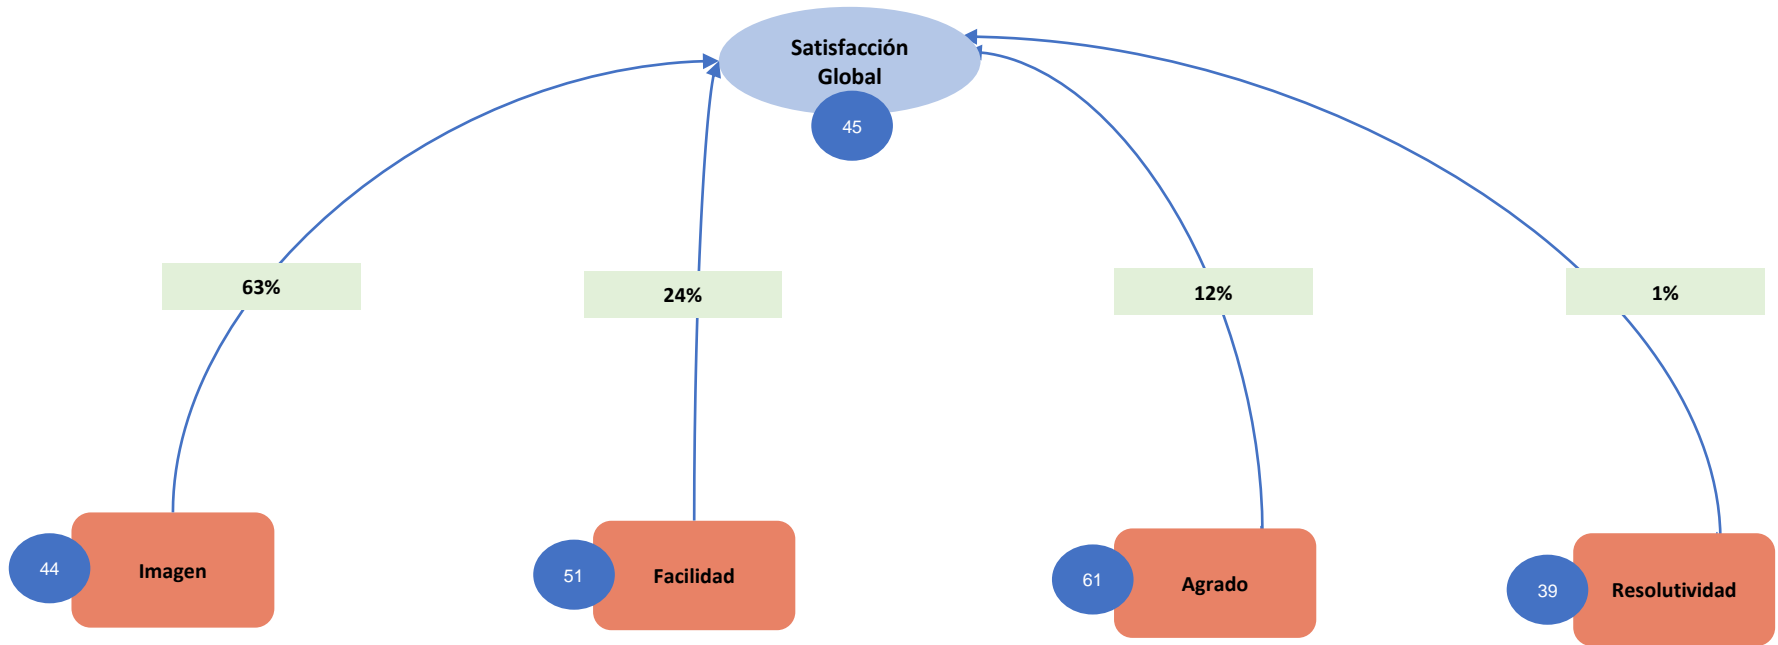 Satisfacción
Global
45
63%
24%
12%
1%
44
Imagen
51
Facilidad
61
Agrado
39
Resolutividad